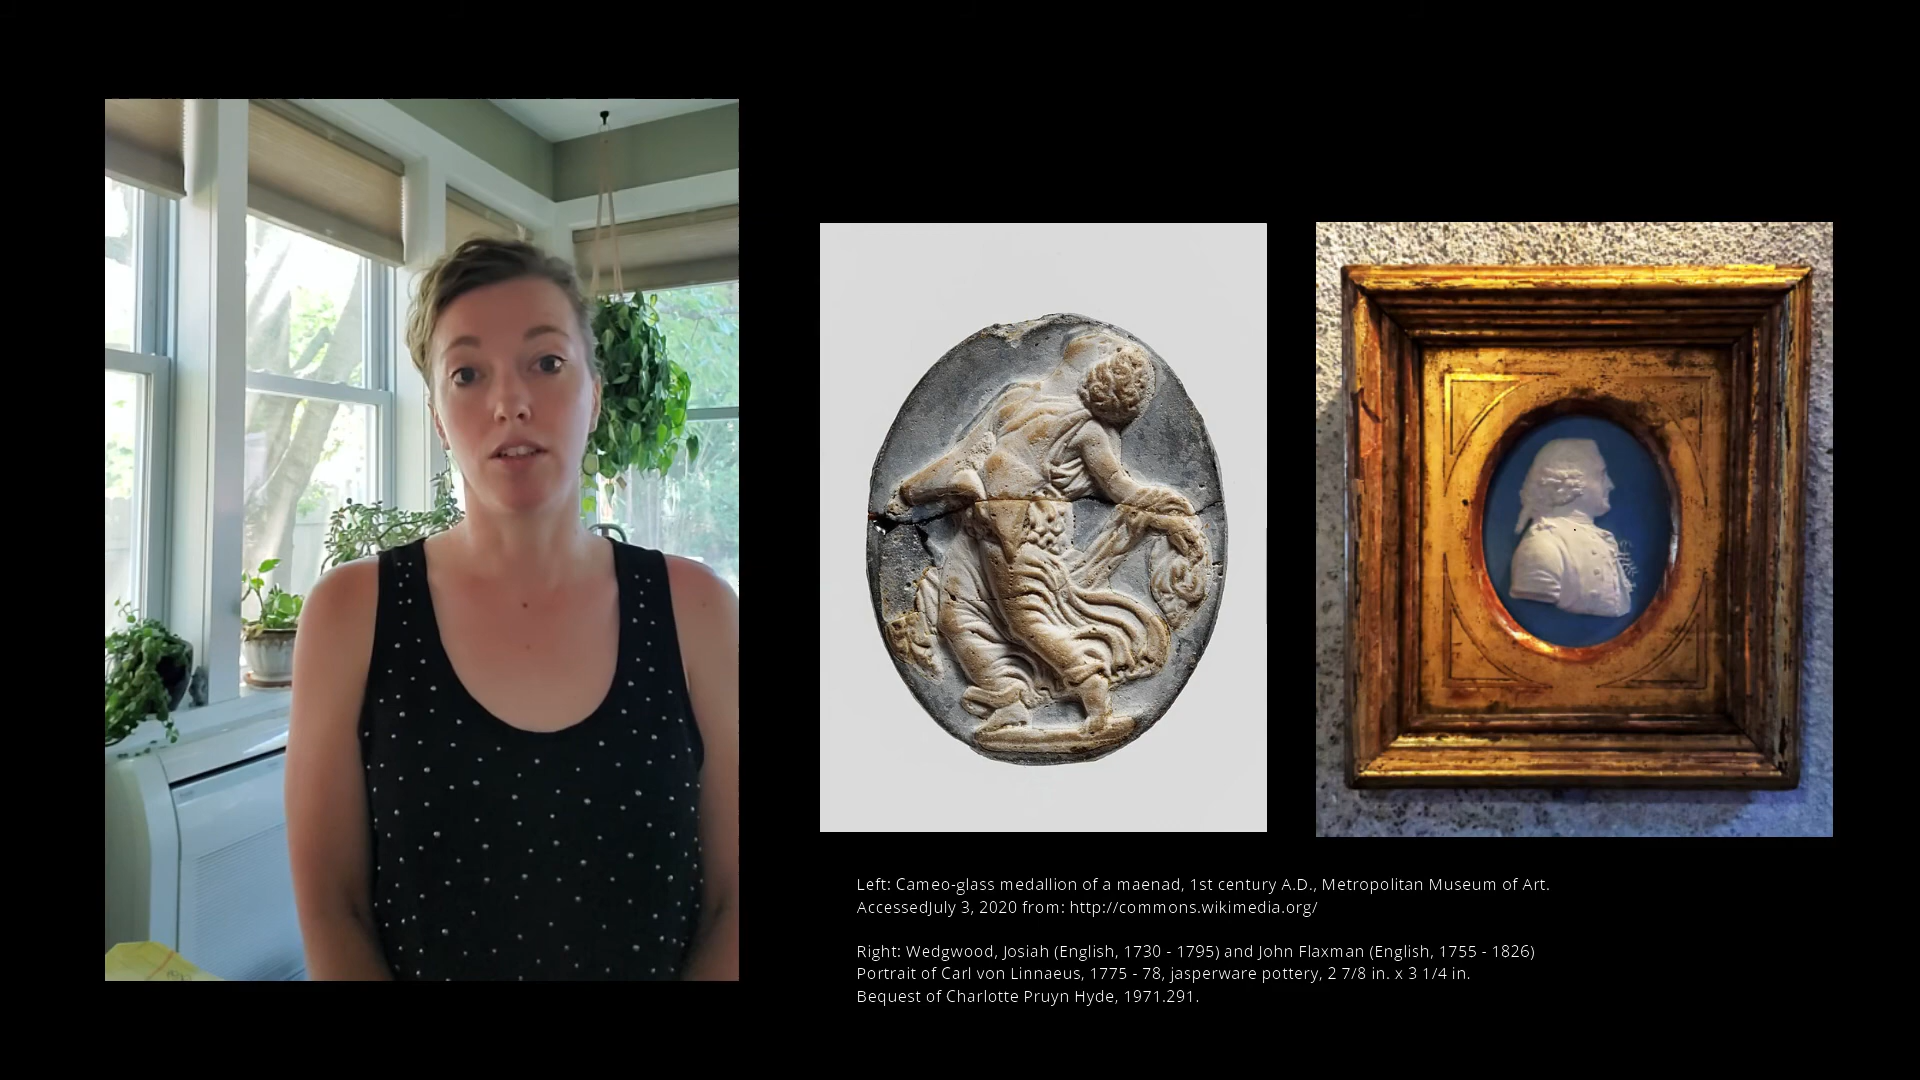 Left: Cameo-glass medallion of a maenad, 1st century A.D., Metropolitan Museum of Art.
AccessedJuly 3, 2020 from: http://commons.wikimedia.org/
Right: Wedgwood, Josiah (English, 1730 - 1795) and John Flaxman (English, 1755 - 1826)
Portrait of Carl von Linnaeus, 1775 - 78, jasperware pottery, 2 7/8 in. x 3 1/4 in.
Bequest of Charlotte Pruyn Hyde, 1971.291.